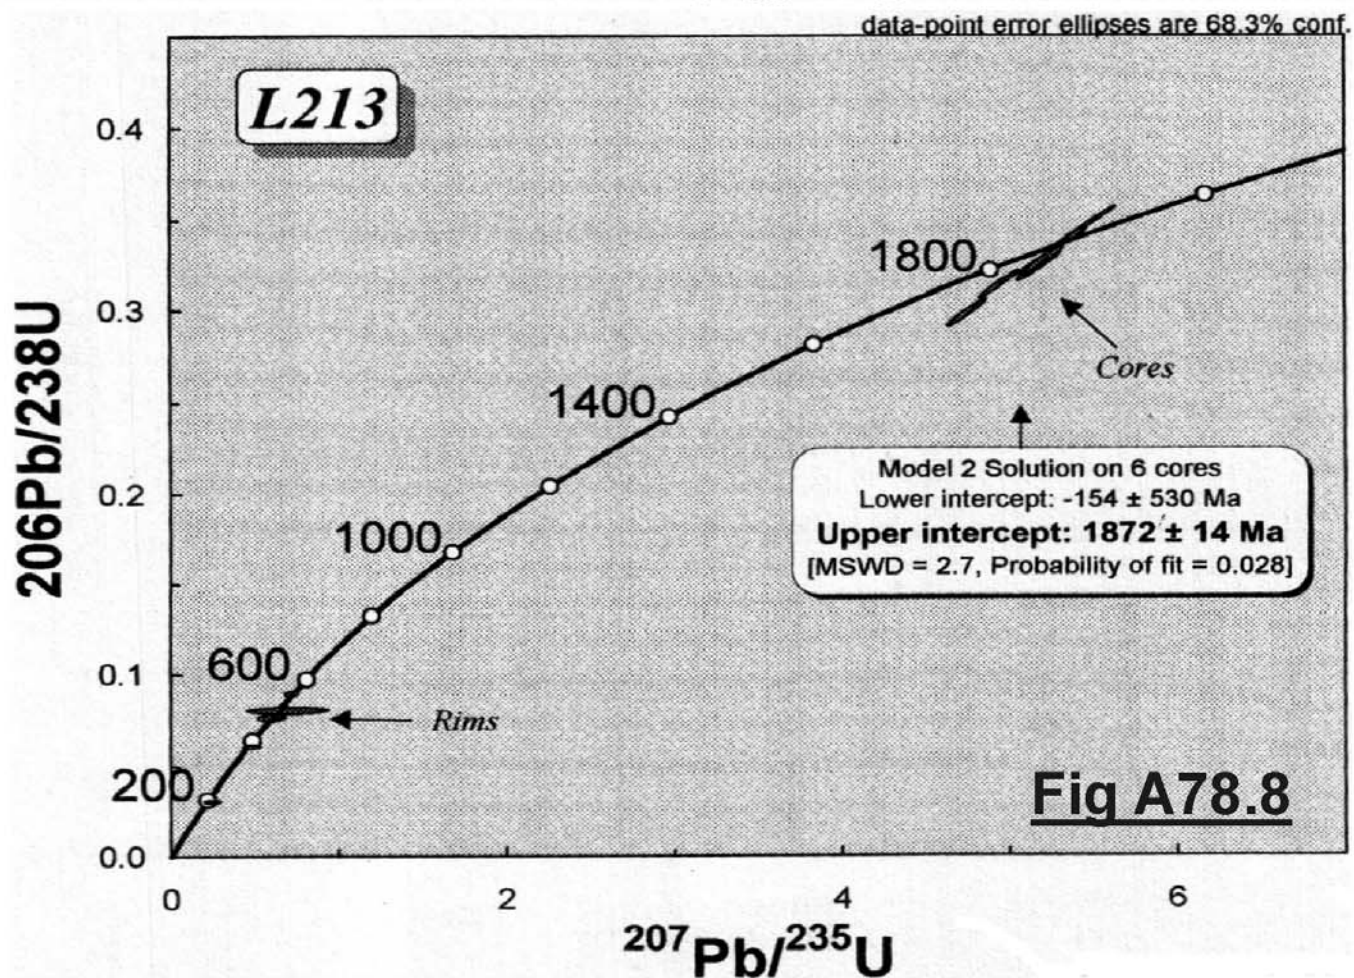 data-point error ellipses are 68.3% conf.
L213
0.4
0.3
0.2
0.1
0.0
206Pb/238U
1800
1400
1000
600
200
Cores
Model 2 Solution on 6 cores
Lower intercept: -154 ± 530 Ma
Upper intercept: 1872 ± 14 Ma
[MSWD = 2.7, Probability of fit = 0.028]
Rims
Fig A78.8
0 2 4 6
²⁰⁷Pb/²³⁵U